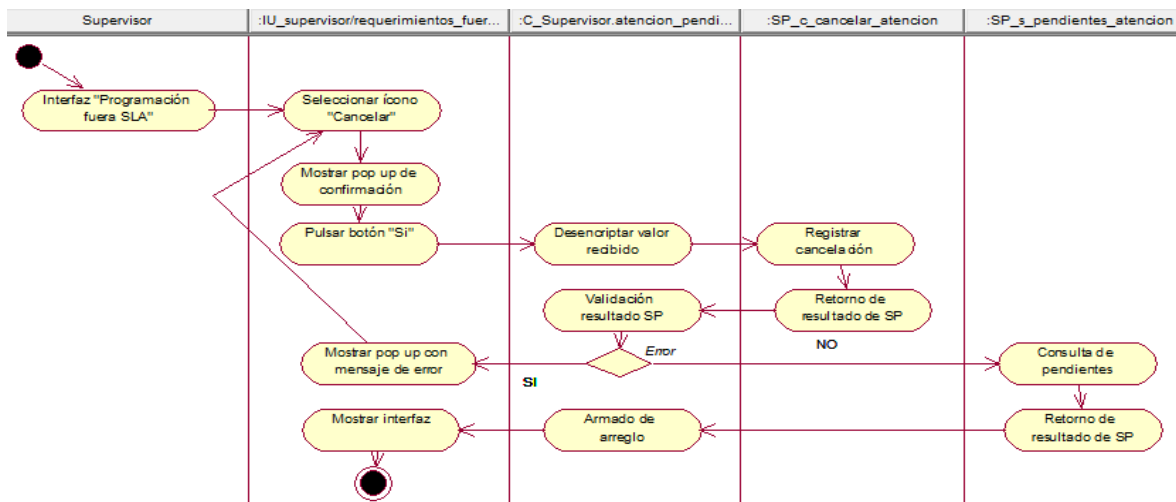 Supervisor
:IU_supervisor/requerimientos_fuer...
:C_Supervisor.atencion_pendi...
:SP_c_cancelar_atencion
:SP_s_pendientes_atencion
Interfaz "Programación
fuera SLA"
Seleccionar ícono
"Cancelar"
Mostrar pop up de
confirmación
Pulsar botón "Si"
Desencriptar valor
recibido
Registrar
cancelación
Validación
resultado SP
Retorno de
resultado de SP
Mostrar pop up con
mensaje de error
SI
Error
NO
Consulta de
pendientes
Mostrar interfaz
Armado de
arreglo
Retorno de
resultado de SP